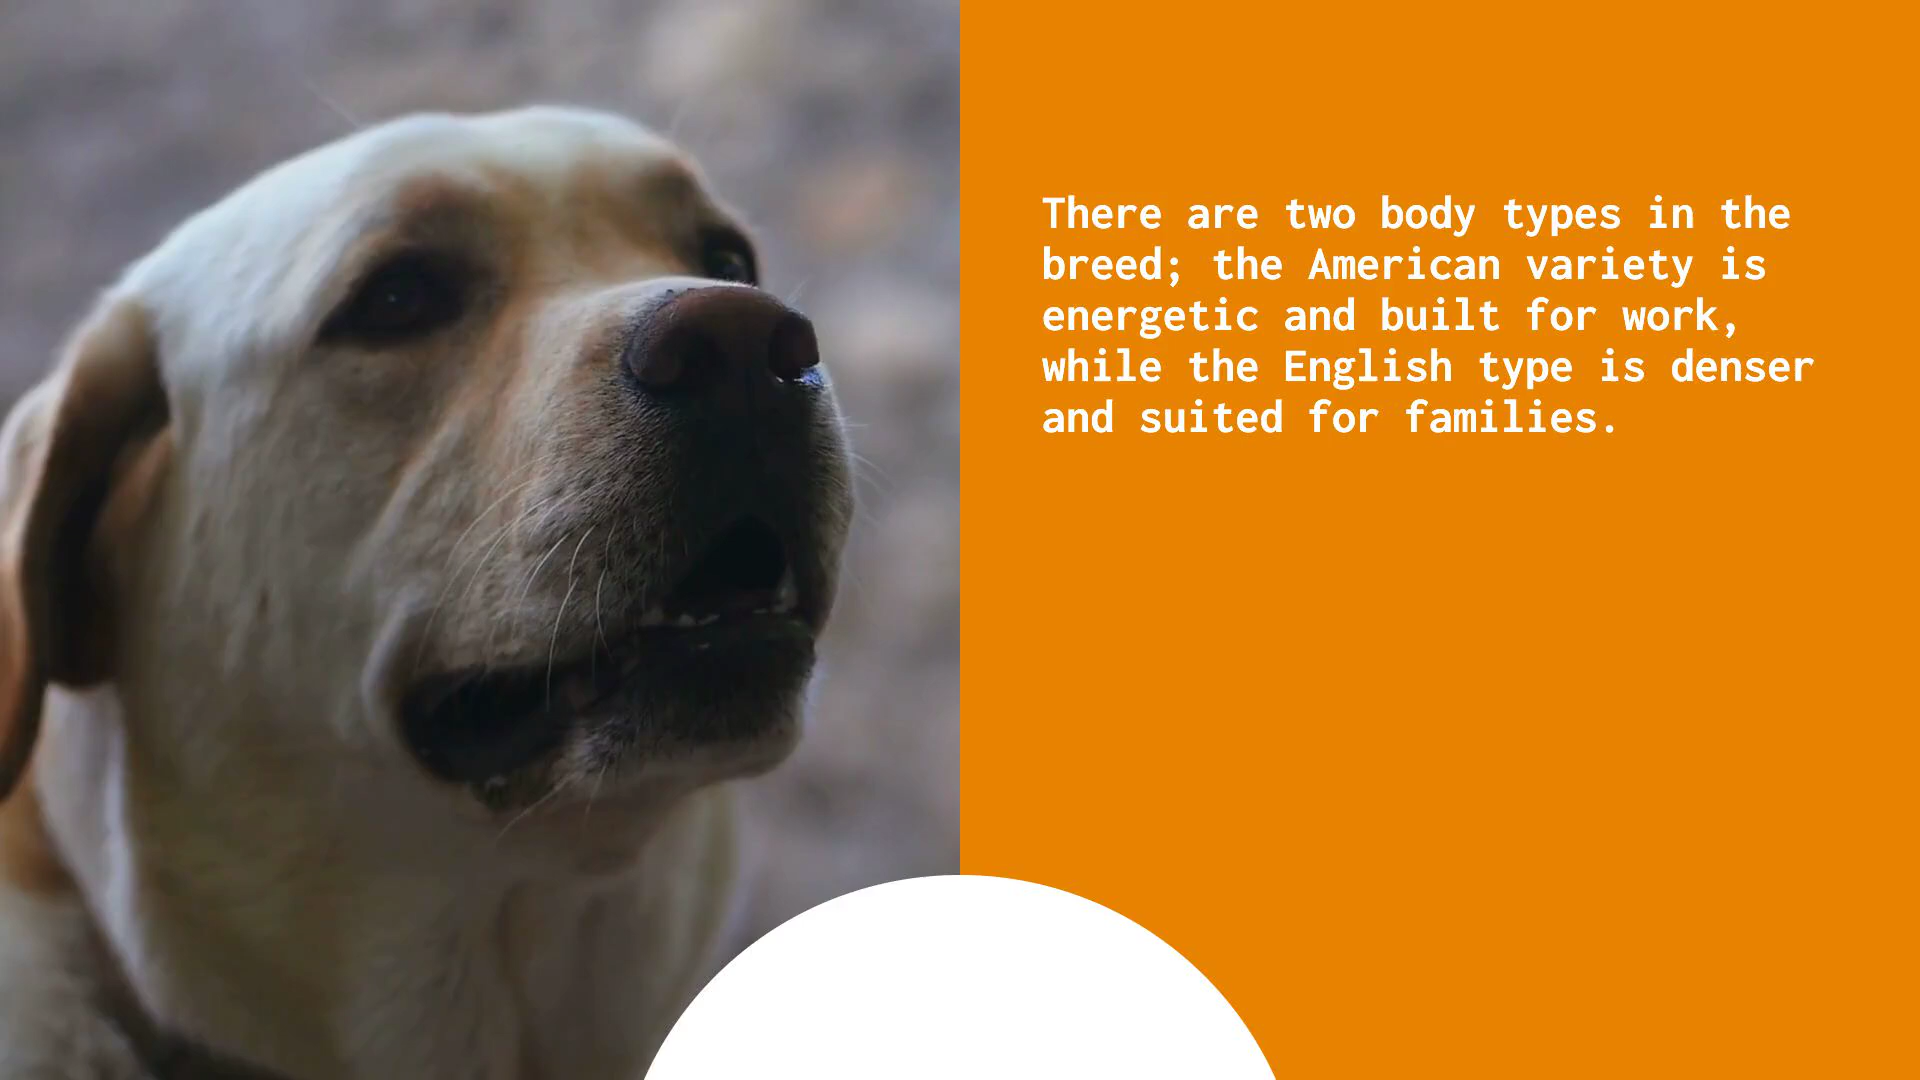 There are two body types in the
breed; the American variety is
energetic and built for work,
while the English type is denser
and suited for families.